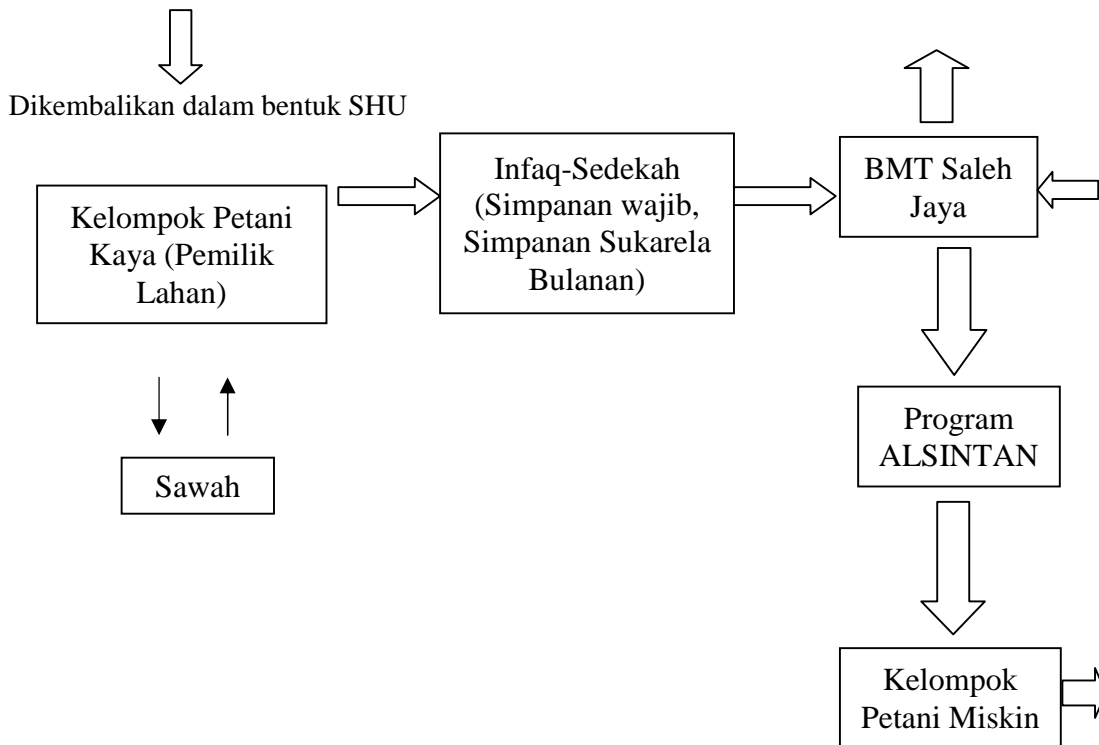 Dikembalikan dalam bentuk SHU
Kelompok Petani
Kaya (Pemilik
Lahan)
Infaq-Sedekah
(Simpanan wajib,
Simpanan Sukarela
Bulanan)
BMT Saleh
Jaya
Sawah
Program
ALSINTAN
Kelompok
Petani Miskin